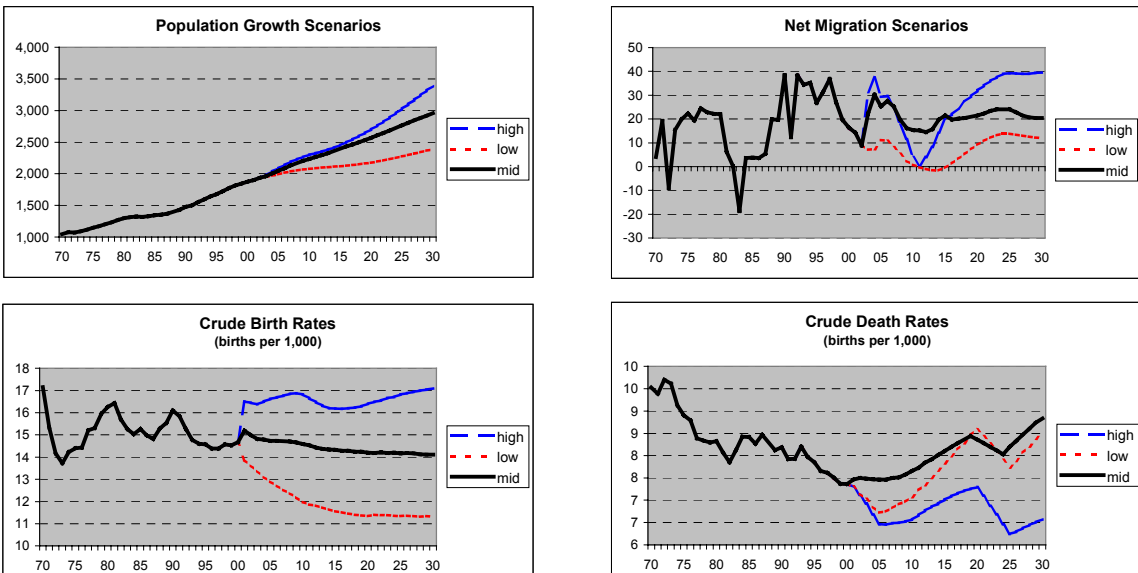 Population Growth Scenarios
4,000
3,500
3,000
2,500
2,000
1,500
1,000
70 75 80 85 90 95 00 05 10 15 20 25 30
high
low
mid
Net Migration Scenarios
50
40
30
20
10
0
-10
-20
-30
70 75 80 85 90 95 00 05 10 15 20 25 30
high
low
mid
Crude Birth Rates
(births per 1,000)
18
17
16
15
14
13
12
11
10
70 75 80 85 90 95 00 05 10 15 20 25 30
high
low
mid
Crude Death Rates
(births per 1,000)
10
10
9
9
8
8
7
7
6
70 75 80 85 90 95 00 05 10 15 20 25 30
high
low
mid